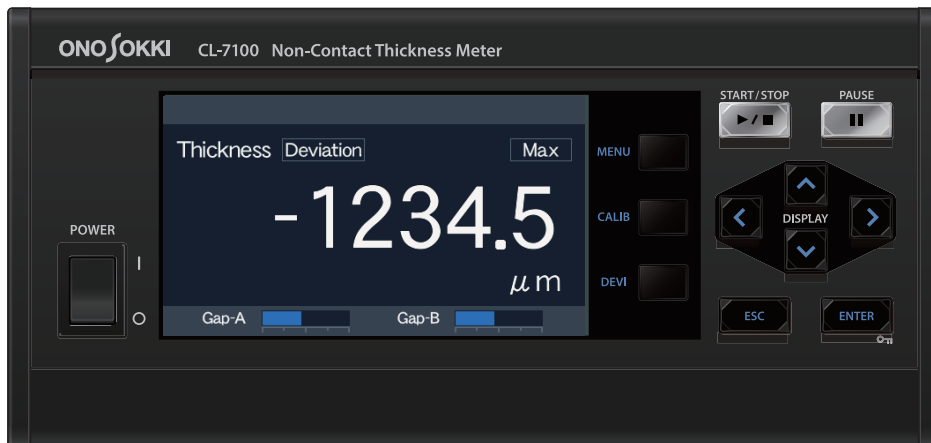 ONO SOKKI CL-7100 Non-Contact Thickness Meter
START/STOP PAUSE
Thickness Deviation Max
MENU
-1234.5
CALIB
DISPLAY
POWER
μm
DEVI
Gap-A Gap-B
ESC ENTER